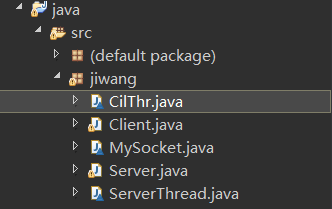 java
src
(default package)
jiwang
CilThr.java
Client.java
MySocket.java
Server.java
ServerThread.java